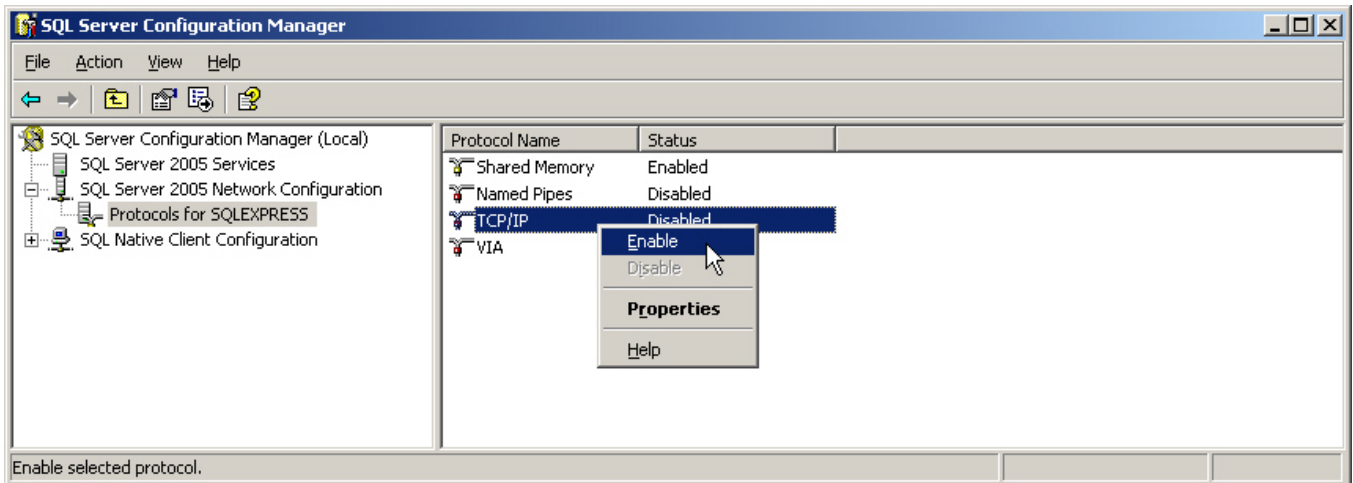 SQL Server Configuration Manager
File Action View Help
SQL Server Configuration Manager (Local)
SQL Server 2005 Services
SQL Server 2005 Network Configuration
Protocols for SQLEXPRESS
SQL Native Client Configuration
Protocol Name Status
Shared Memory Enabled
Named Pipes Disabled
TCP/IP Disabled
VIA
Enable
Disable
Properties
Help
Enable selected protocol.